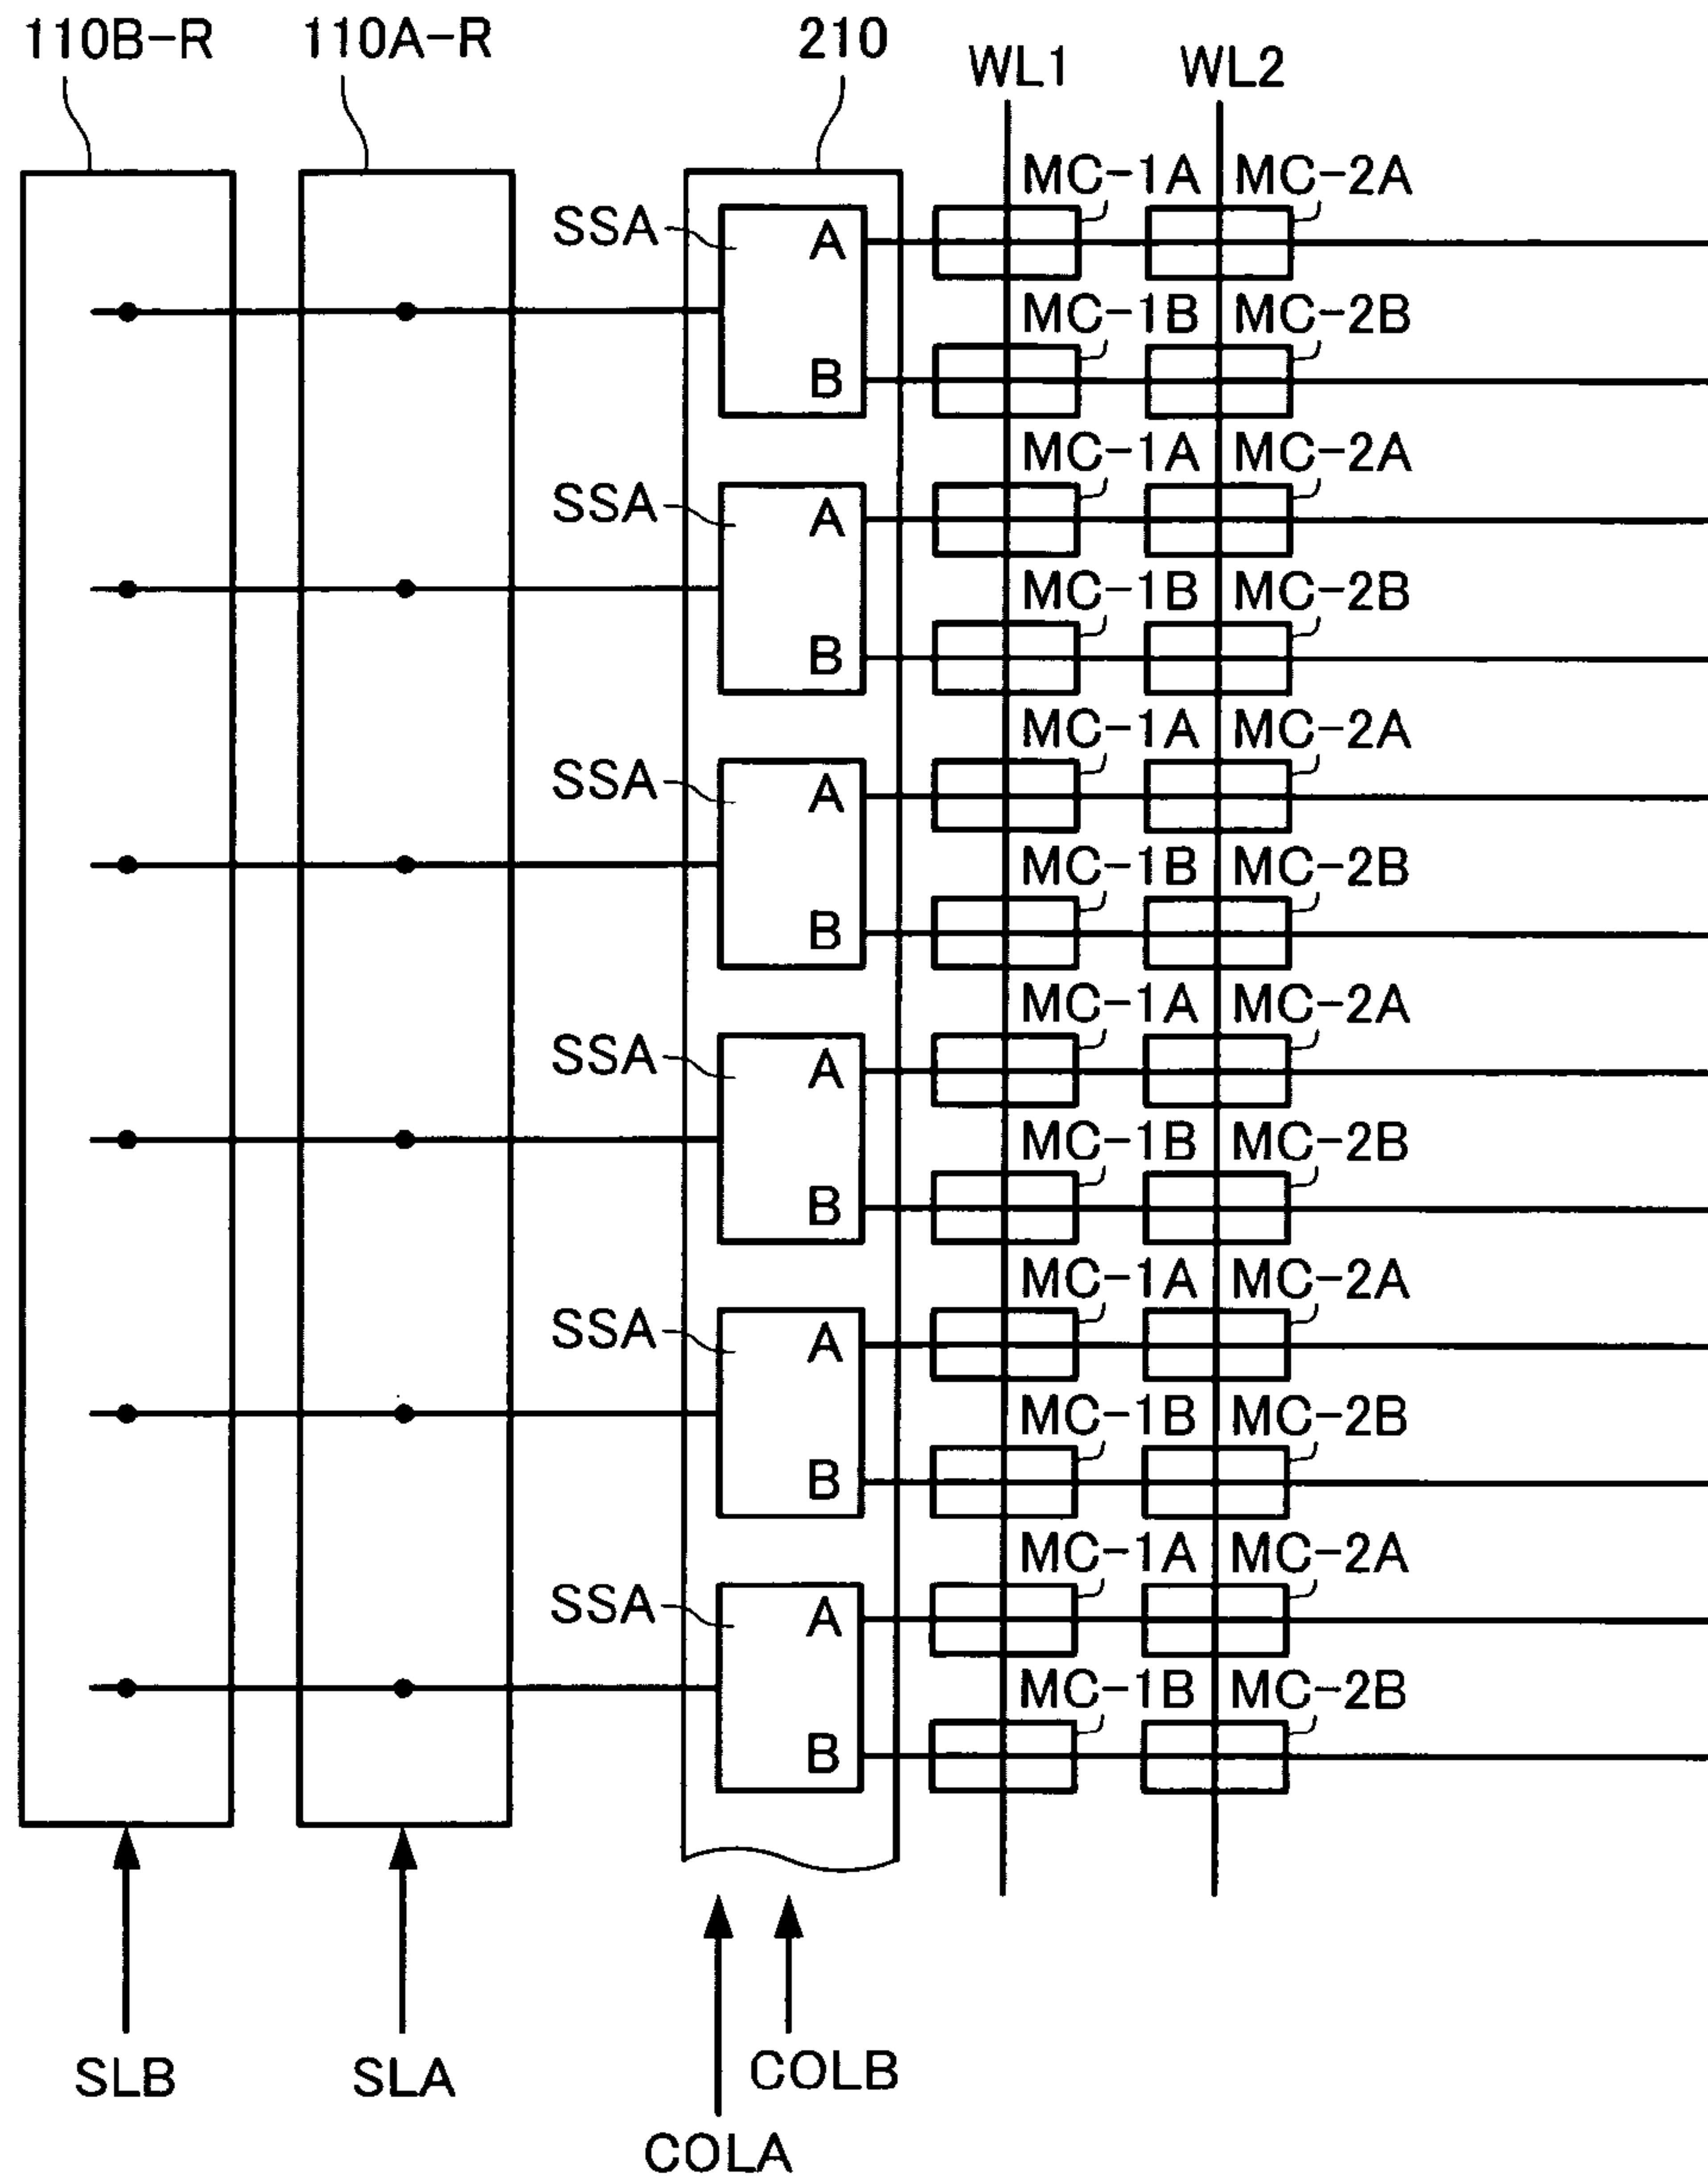 110B-R 110A-R 210 WL1 WL2
MC-1A MC-2A
SSA A
MC-1B MC-2B
B
MC-1A MC-2A
SSA A
MC-1B MC-2B
B
MC-1A MC-2A
SSA A
MC-1B MC-2B
B
MC-1A MC-2A
SSA A
MC-1B MC-2B
B
MC-1A MC-2A
SSA A
MC-1B MC-2B
B
MC-1A MC-2A
SSA A
MC-1B MC-2B
B
SLB SLA COLB
COLA